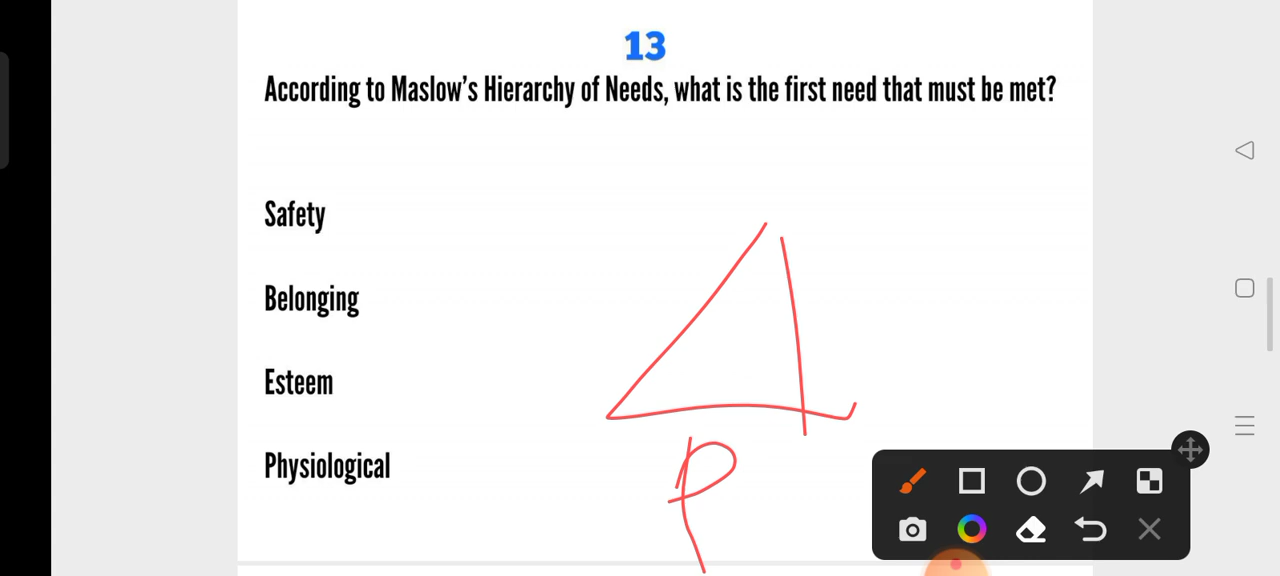 13
According to Maslow's Hierarchy of Needs, what is the first need that must be met?
Safety
Belonging
Esteem
Physiological
P